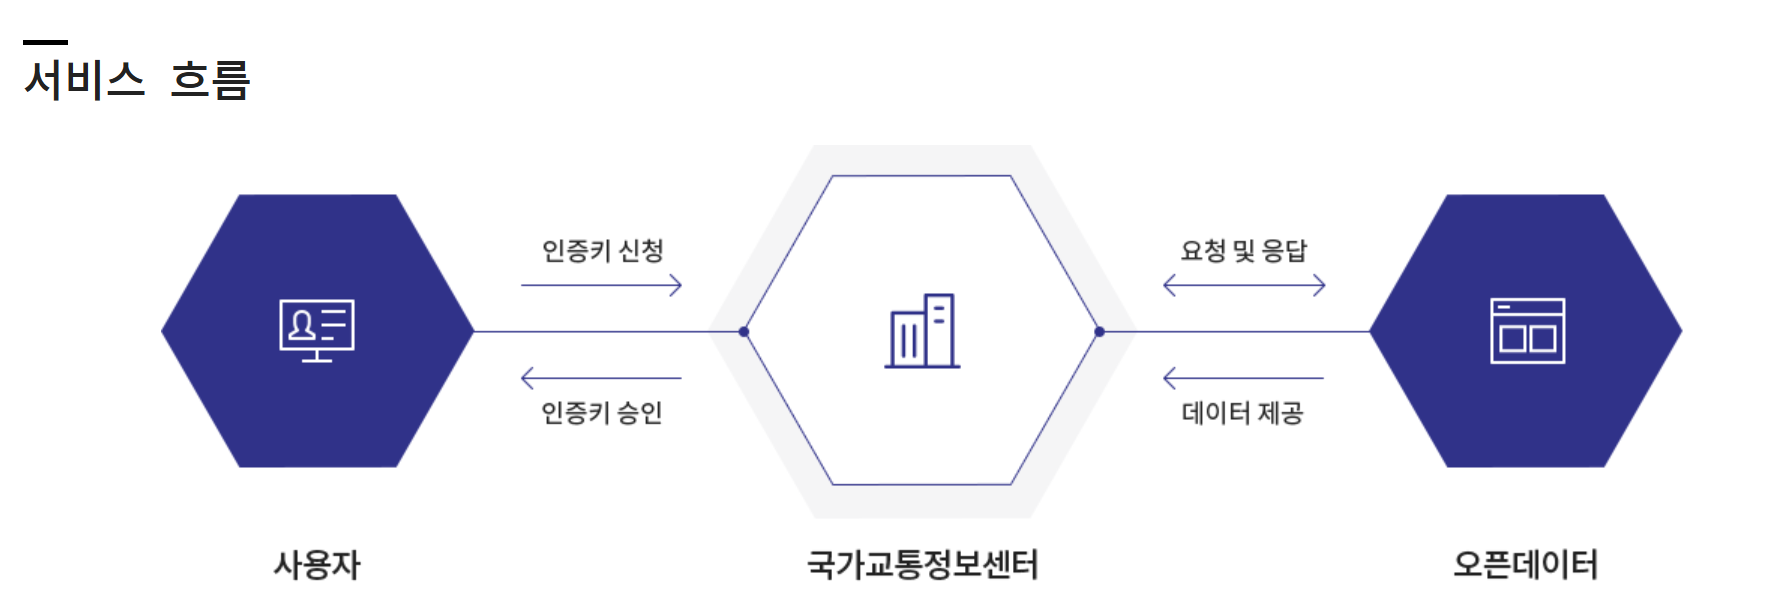 서비스 흐름
인증키 신청
요청 및 응답
인증키 승인
데이터 제공
사용자
국가교통정보센터
오픈데이터